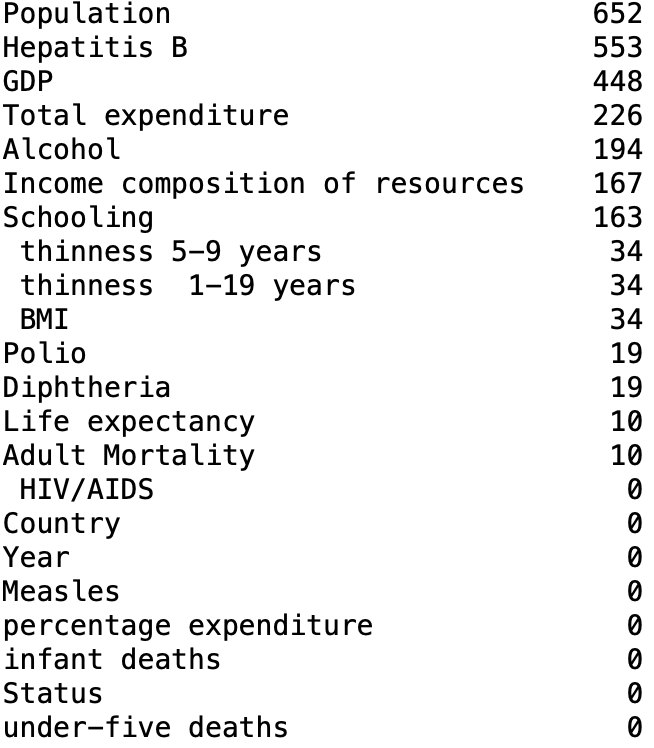 Population 652
Hepatitis B 553
GDP 448
Total expenditure 226
Alcohol 194
Income composition of resources 167
Schooling 163
 thinness 5-9 years 34
 thinness  1-19 years 34
 BMI 34
Polio 19
Diphtheria 19
Life expectancy 10
Adult Mortality 10
 HIV/AIDS 0
Country 0
Year 0
Measles 0
percentage expenditure 0
infant deaths 0
Status 0
under-five deaths 0